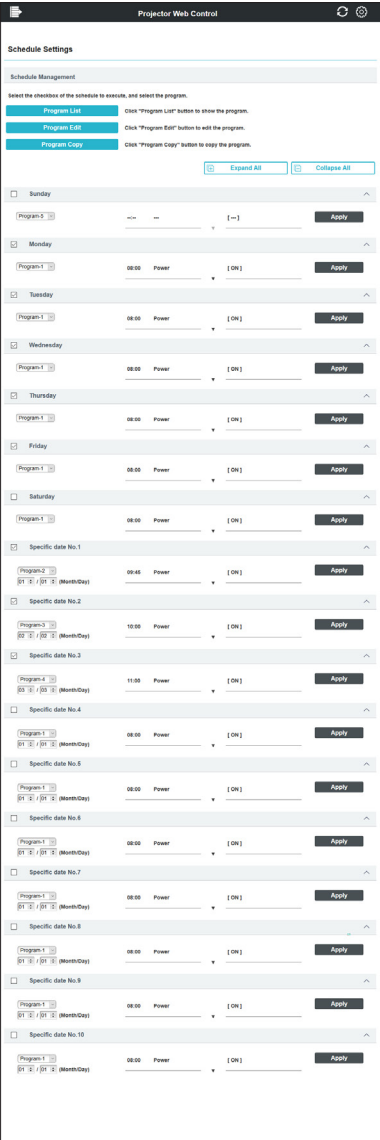 Projector Web Control
Schedule Settings
Schedule Management
Select the checkbox of the schedule to execute, and select the program.
Program List Click "Program List" button to show the program.
Program Edit Click "Program Edit" button to edit the program.
Program Copy Click "Program Copy" button to copy the program.
Expand All Collapse All
Sunday
Program-5 --:-- --- [ --- ] Apply
Monday
Program-1 08:00 Power [ ON ] Apply
Tuesday
Program-1 08:00 Power [ ON ] Apply
Wednesday
Program-1 08:00 Power [ ON ] Apply
Thursday
Program-1 08:00 Power [ ON ] Apply
Friday
Program-1 08:00 Power [ ON ] Apply
Saturday
Program-1 08:00 Power [ ON ] Apply
Specific date No.1
Program-2 09:45 Power [ ON ] Apply
01 / 01 (Month/Day)
Specific date No.2
Program-3 10:00 Power [ ON ] Apply
02 / 02 (Month/Day)
Specific date No.3
Program-4 11:00 Power [ ON ] Apply
03 / 03 (Month/Day)
Specific date No.4
Program-1 08:00 Power [ ON ] Apply
01 / 01 (Month/Day)
Specific date No.5
Program-1 08:00 Power [ ON ] Apply
01 / 01 (Month/Day)
Specific date No.6
Program-1 08:00 Power [ ON ] Apply
01 / 01 (Month/Day)
Specific date No.7
Program-1 08:00 Power [ ON ] Apply
01 / 01 (Month/Day)
Specific date No.8
Program-1 08:00 Power [ ON ] Apply
01 / 01 (Month/Day)
Specific date No.9
Program-1 08:00 Power [ ON ] Apply
01 / 01 (Month/Day)
Specific date No.10
Program-1 08:00 Power [ ON ] Apply
01 / 01 (Month/Day)